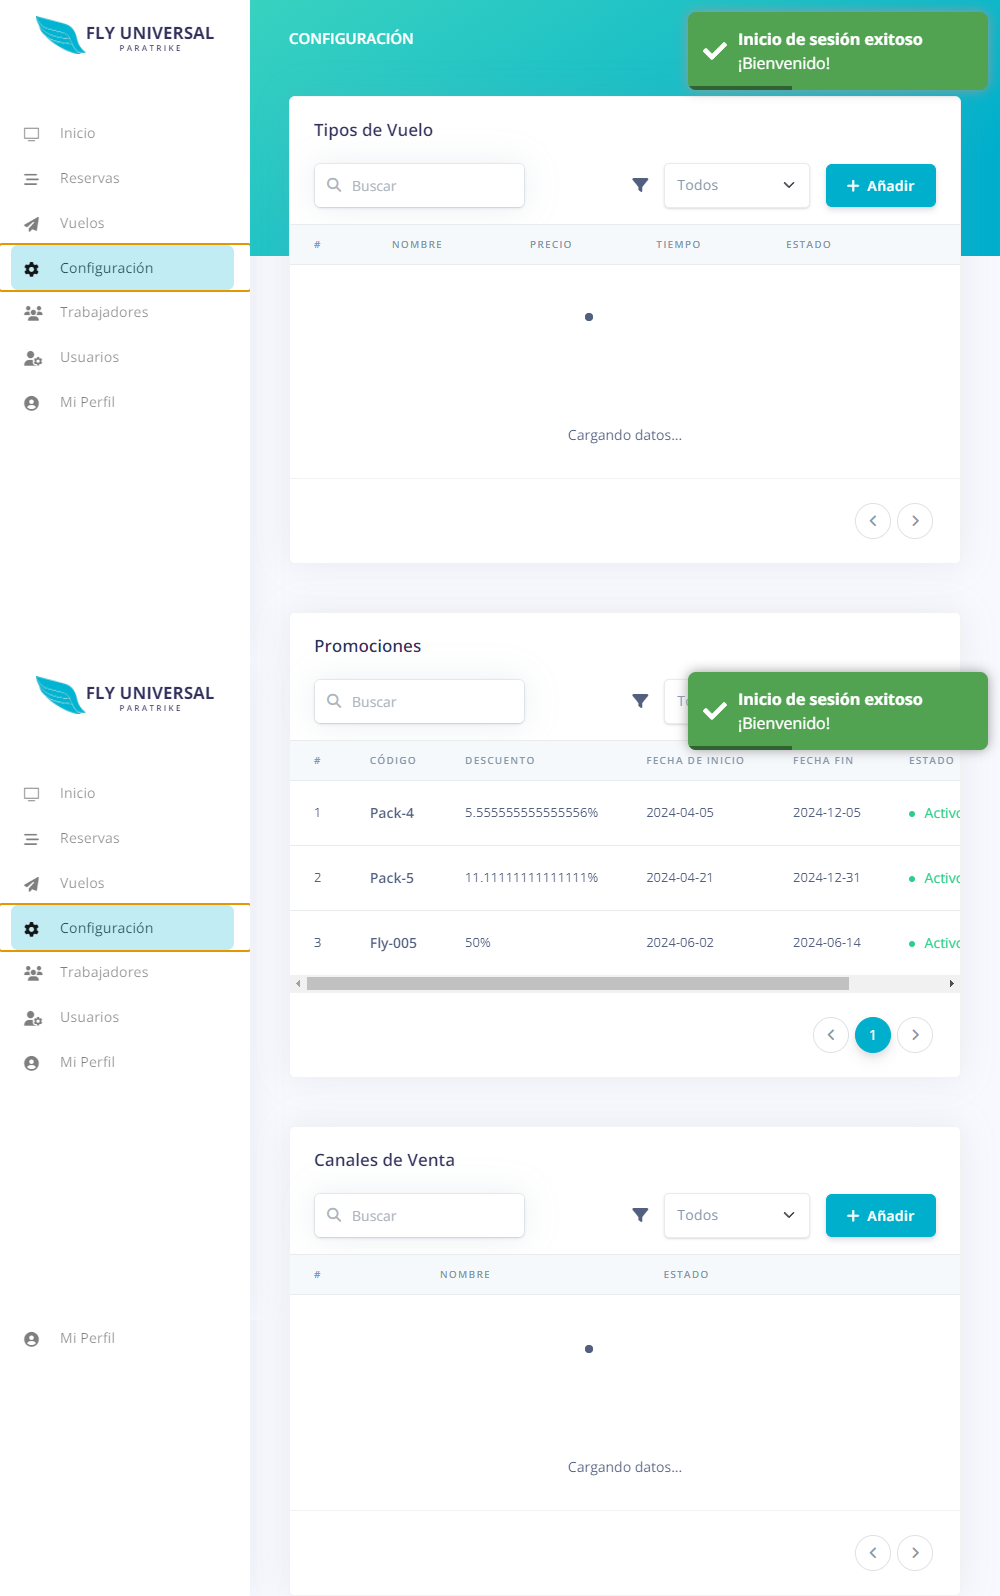 FLY UNIVERSAL
PARATRIKE
Inicio
Reservas
Vuelos
Configuración
Trabajadores
Usuarios
Mi Perfil
CONFIGURACIÓN
Inicio de sesión exitoso
¡Bienvenido!
Tipos de Vuelo
Buscar
Todos
Añadir
# NOMBRE PRECIO TIEMPO ESTADO
Cargando datos...
FLY UNIVERSAL
PARATRIKE
Inicio
Reservas
Vuelos
Configuración
Trabajadores
Usuarios
Mi Perfil
Mi Perfil
Promociones
Buscar
Inicio de sesión exitoso
¡Bienvenido!
# CÓDIGO DESCUENTO FECHA DE INICIO FECHA FIN ESTADO
1 Pack-4 5.555555555555556% 2024-04-05 2024-12-05 Activo
2 Pack-5 11.11111111111111% 2024-04-21 2024-12-31 Activo
3 Fly-005 50% 2024-06-02 2024-06-14 Activo
1
Canales de Venta
Buscar
Todos
Añadir
# NOMBRE ESTADO
Cargando datos...